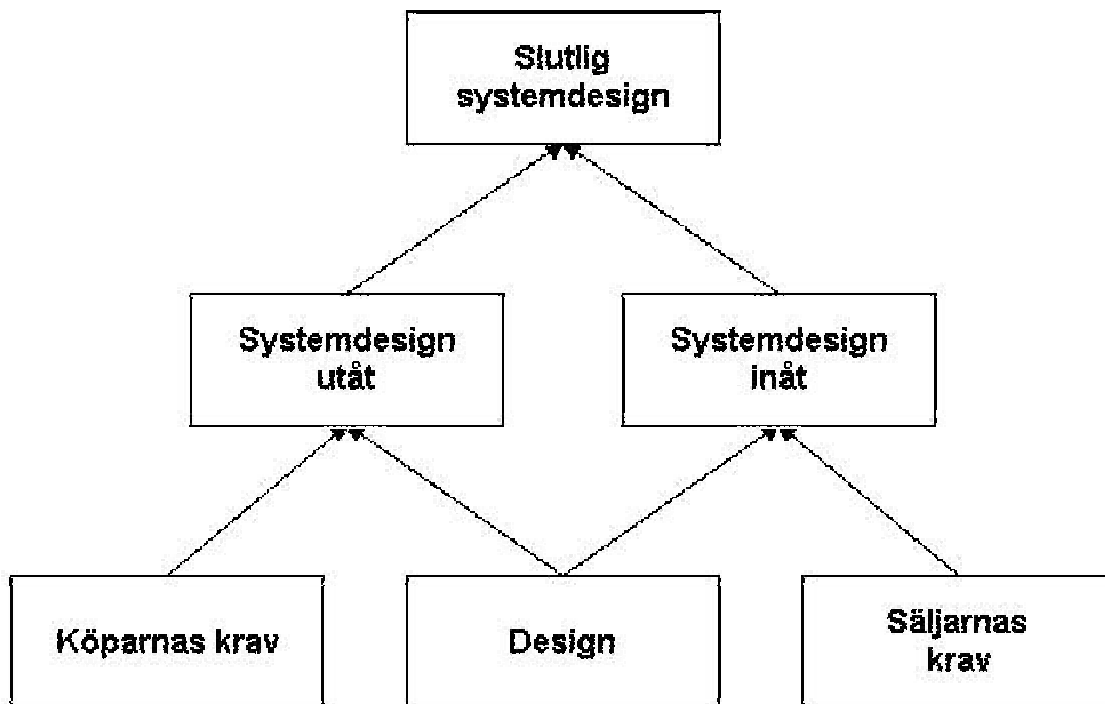 Slutlig
systemdesign
Systemdesign
utåt
Systemdesign
inåt
Köparnas krav
Design
Säljarnas
krav